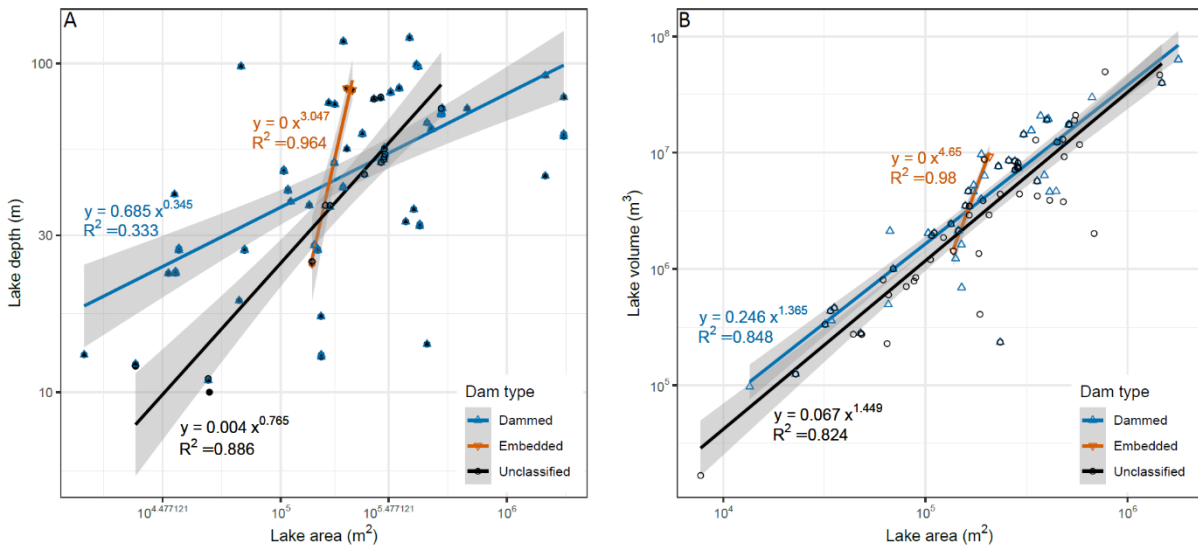 A
100
30
10
Lake depth (m)
y = 0 x^3.047
R^2 =0.964
y = 0.685 x^0.345
R^2 =0.333
y = 0.004 x^0.765
R^2 =0.886
Dam type
Dammed
Embedded
Unclassified
10^4.477121
10^5
10^5.477121
10^6
Lake area (m^2)
B
10^8
10^7
10^6
10^5
Lake volume (m^3)
y = 0 x^4.65
R^2 =0.98
y = 0.246 x^1.365
R^2 =0.848
y = 0.067 x^1.449
R^2 =0.824
Dam type
Dammed
Embedded
Unclassified
10^4
10^5
10^6
Lake area (m^2)